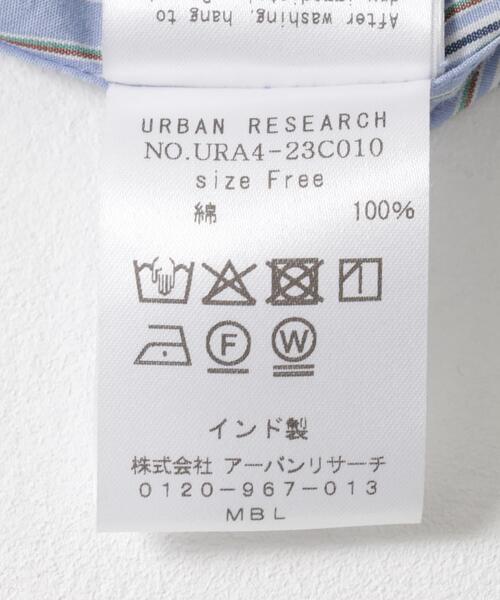 After washing, hang to
URBAN RESEARCH
NO.URA4-23C010
size Free
綿 100%
F W
インド製
株式会社 アーバンリサーチ
0120-967-013
MBL